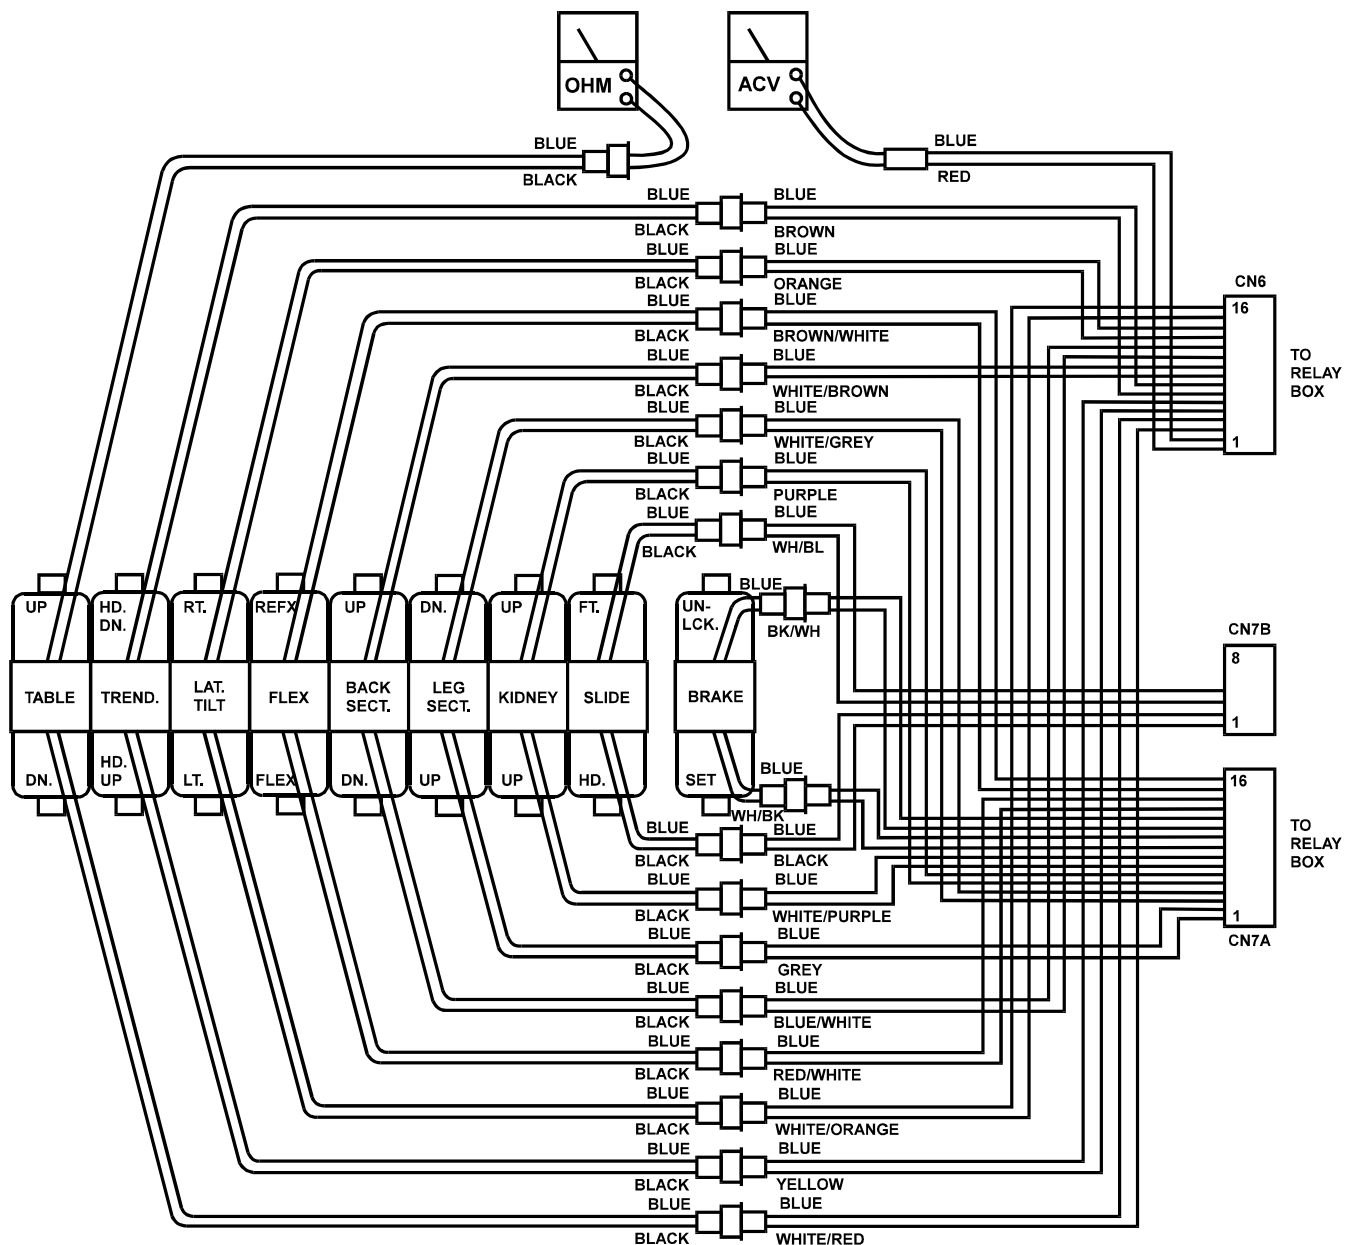 OHM
ACV
BLUE
BLACK
BLUE
RED
BLUE
BLUE
BLACK
BROWN
BLUE
BLUE
BLACK
ORANGE
BLUE
BLUE
BLACK
BROWN/WHITE
BLUE
BLUE
BLACK
WHITE/BROWN
BLUE
BLUE
BLACK
WHITE/GREY
BLUE
BLUE
BLACK
PURPLE
BLUE
BLUE
BLACK
WH/BL
CN6
16
1
TO
RELAY
BOX
UP
HD.
DN.
RT.
REFX
UP
DN.
UP
FT.
UN-
LCK.
BLUE
BK/WH
TABLE
TREND.
LAT.
TILT
FLEX
BACK
SECT.
LEG
SECT.
KIDNEY
SLIDE
BRAKE
CN7B
8
1
DN.
HD.
UP
LT.
FLEX
DN.
UP
UP
HD.
SET
BLUE
WH/BK
16
1
CN7A
TO
RELAY
BOX
BLUE
BLUE
BLACK
BLACK
BLUE
BLUE
BLACK
WHITE/PURPLE
BLUE
BLUE
BLACK
GREY
BLUE
BLUE
BLACK
BLUE/WHITE
BLUE
BLUE
BLACK
RED/WHITE
BLUE
BLUE
BLACK
WHITE/ORANGE
BLUE
BLUE
BLACK
YELLOW
BLUE
BLUE
BLACK
WHITE/RED